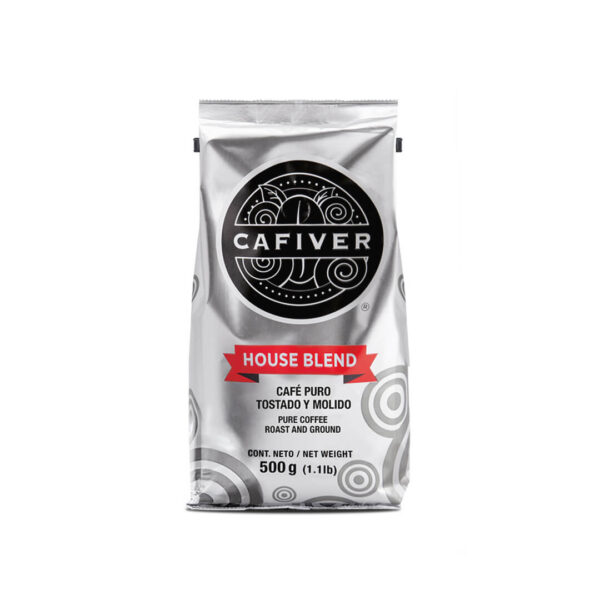 CAFIVER
®
HOUSE BLEND
CAFÉ PURO
TOSTADO Y MOLIDO
PURE COFFEE
ROAST AND GROUND
CONT. NETO / NET WEIGHT
500 g (1.1lb)